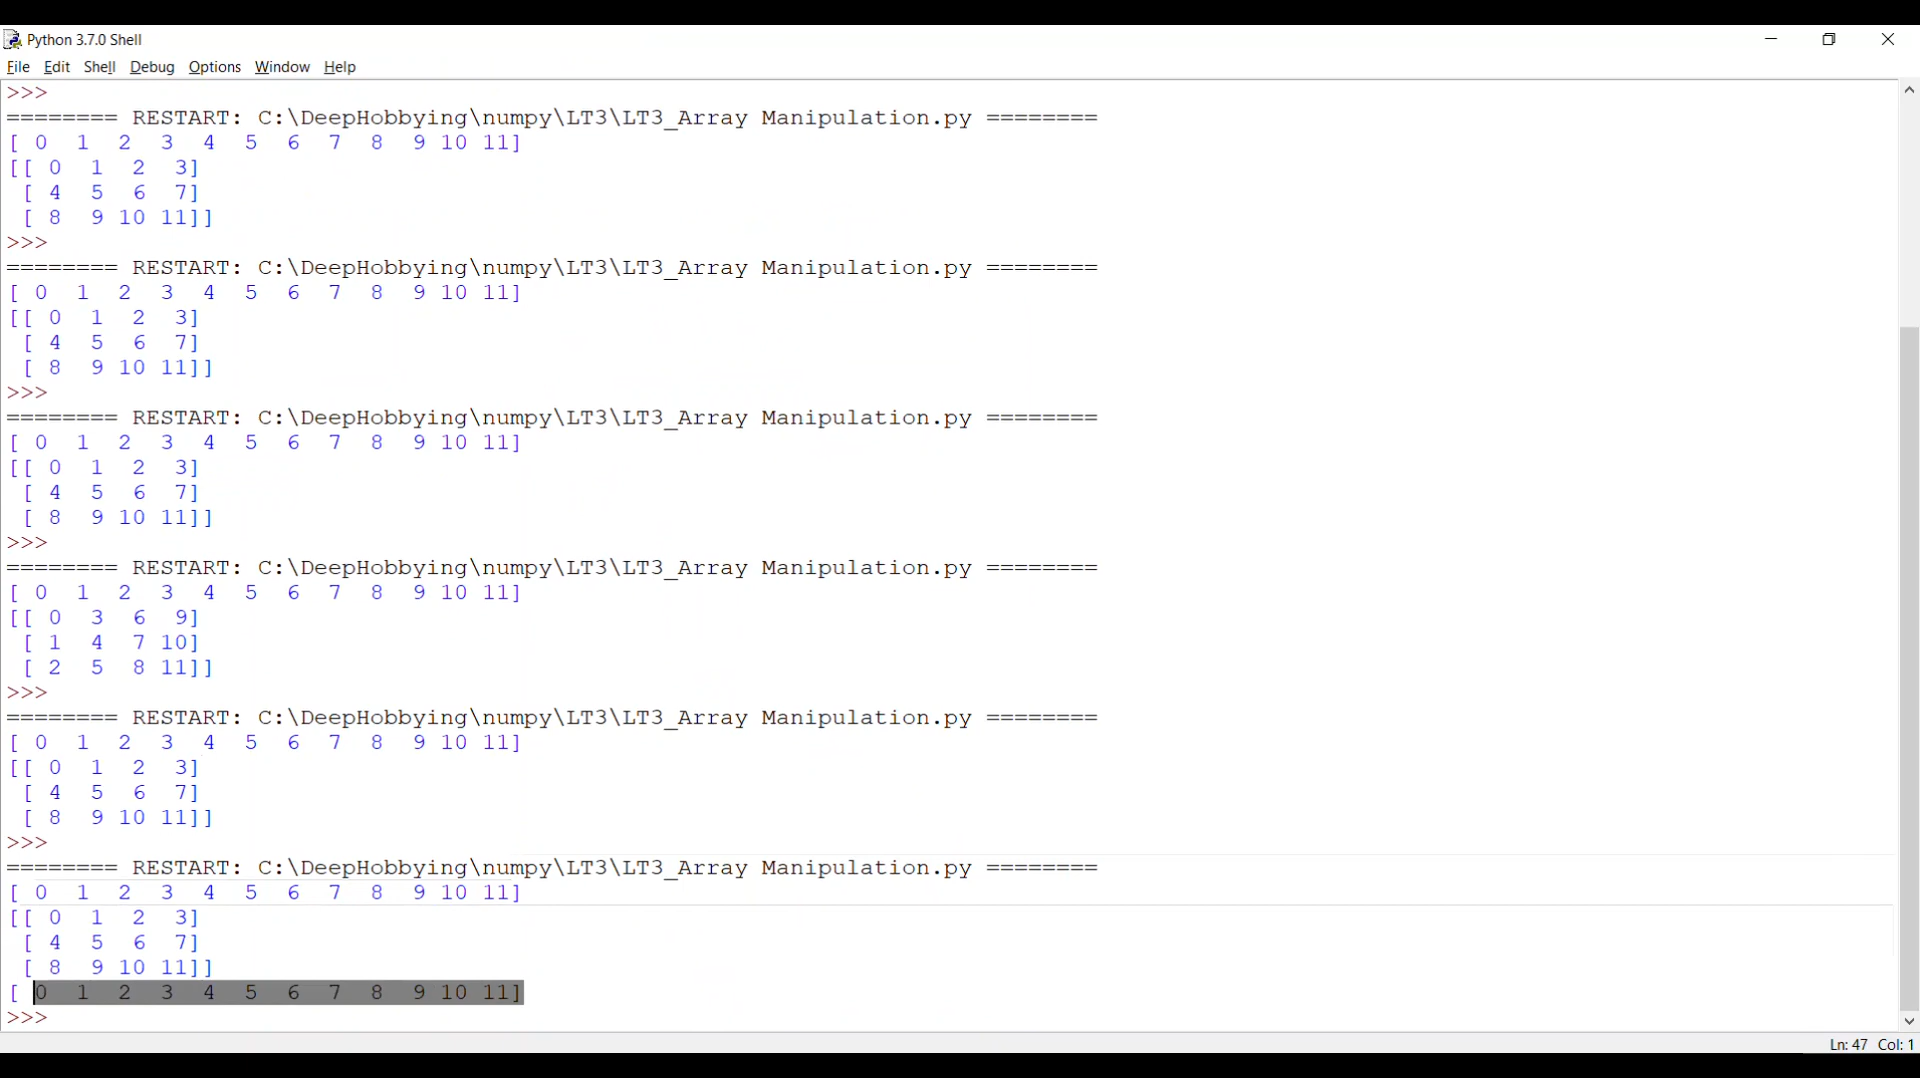 Python 3.7.0 Shell
File Edit Shell Debug Options Window Help
>>>
======== RESTART: C:\DeepHobbying\numpy\LT3\LT3_Array Manipulation.py ========
[ 0  1  2  3  4  5  6  7  8  9 10 11]
[[ 0  1  2  3]
 [ 4  5  6  7]
 [ 8  9 10 11]]
>>>
======== RESTART: C:\DeepHobbying\numpy\LT3\LT3_Array Manipulation.py ========
[ 0  1  2  3  4  5  6  7  8  9 10 11]
[[ 0  1  2  3]
 [ 4  5  6  7]
 [ 8  9 10 11]]
>>>
======== RESTART: C:\DeepHobbying\numpy\LT3\LT3_Array Manipulation.py ========
[ 0  1  2  3  4  5  6  7  8  9 10 11]
[[ 0  1  2  3]
 [ 4  5  6  7]
 [ 8  9 10 11]]
>>>
======== RESTART: C:\DeepHobbying\numpy\LT3\LT3_Array Manipulation.py ========
[ 0  1  2  3  4  5  6  7  8  9 10 11]
[[ 0  3  6  9]
 [ 1  4  7 10]
 [ 2  5  8 11]]
>>>
======== RESTART: C:\DeepHobbying\numpy\LT3\LT3_Array Manipulation.py ========
[ 0  1  2  3  4  5  6  7  8  9 10 11]
[[ 0  1  2  3]
 [ 4  5  6  7]
 [ 8  9 10 11]]
>>>
======== RESTART: C:\DeepHobbying\numpy\LT3\LT3_Array Manipulation.py ========
[ 0  1  2  3  4  5  6  7  8  9 10 11]
[[ 0  1  2  3]
 [ 4  5  6  7]
 [ 8  9 10 11]]
[ 0  1  2  3  4  5  6  7  8  9 10 11]
>>>
Ln: 47 Col: 1